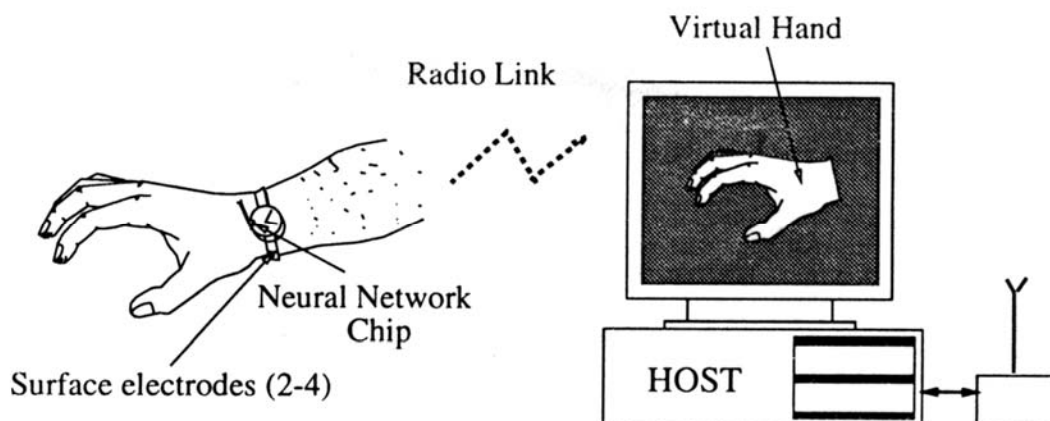 Virtual Hand
Radio Link
Neural Network
Chip
Surface electrodes (2-4)
HOST